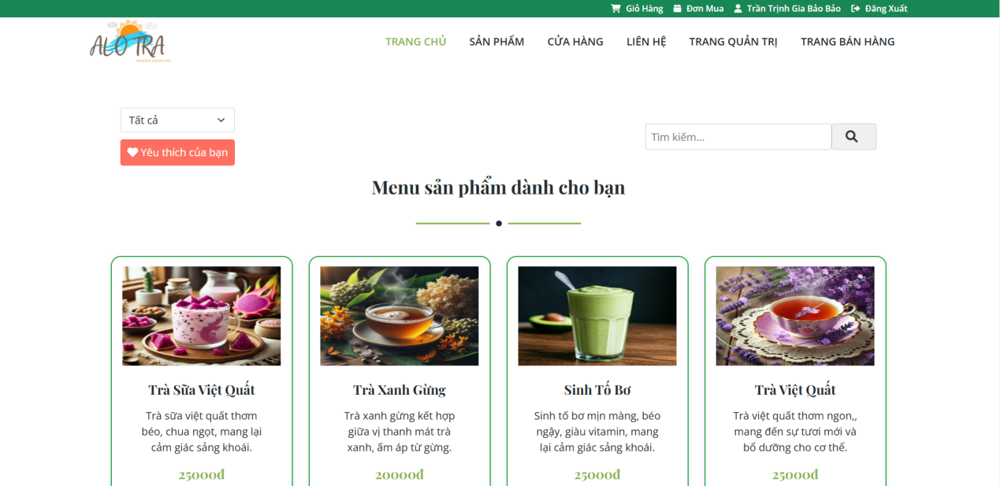 Giỏ Hàng Đơn Mua Trần Trịnh Gia Bảo Bảo Đăng Xuất
ALO TRA
TRANG CHỦ SẢN PHẨM CỬA HÀNG LIÊN HỆ TRANG QUẢN TRỊ TRANG BÁN HÀNG
Tất cả
Yêu thích của bạn
Tìm kiếm...
Menu sản phẩm dành cho bạn
Trà Sữa Việt Quất
Trà sữa việt quất thơm
béo, chua ngọt, mang lại
cảm giác sảng khoái.
25000đ
Trà Xanh Gừng
Trà xanh gừng kết hợp
giữa vị thanh mát trà
xanh, ấm áp từ gừng.
20000đ
Sinh Tố Bơ
Sinh tố bơ mịn màng, béo
ngậy, giàu vitamin, mang
lại cảm giác sảng khoái.
25000đ
Trà Việt Quất
Trà việt quất thơm ngon,,
mang đến sự tươi mới và
bổ dưỡng cho cơ thể.
25000đ